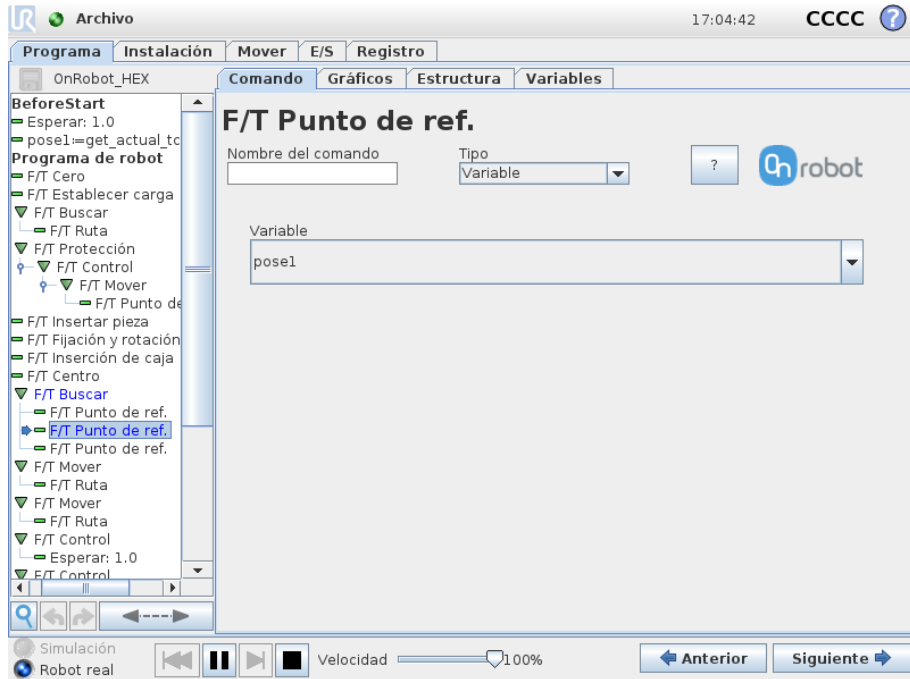 UR Archivo 17:04:42 CCCC ?
Programa Instalación Mover E/S Registro
OnRobot_HEX
Comando Gráficos Estructura Variables
BeforeStart
Esperar: 1.0
pose1:=get_actual_tc
Programa de robot
F/T Cero
F/T Establecer carga
F/T Buscar
F/T Ruta
F/T Protección
F/T Control
F/T Mover
F/T Punto de
F/T Insertar pieza
F/T Fijación y rotación
F/T Inserción de caja
F/T Centro
F/T Buscar
F/T Punto de ref.
F/T Punto de ref.
F/T Punto de ref.
F/T Mover
F/T Ruta
F/T Mover
F/T Ruta
F/T Control
Esperar: 1.0
F/T Control
F/T Punto de ref.
Nombre del comando Tipo
Variable ? On robot
Variable
pose1
Simulación
Robot real
Velocidad 100%
Anterior Siguiente